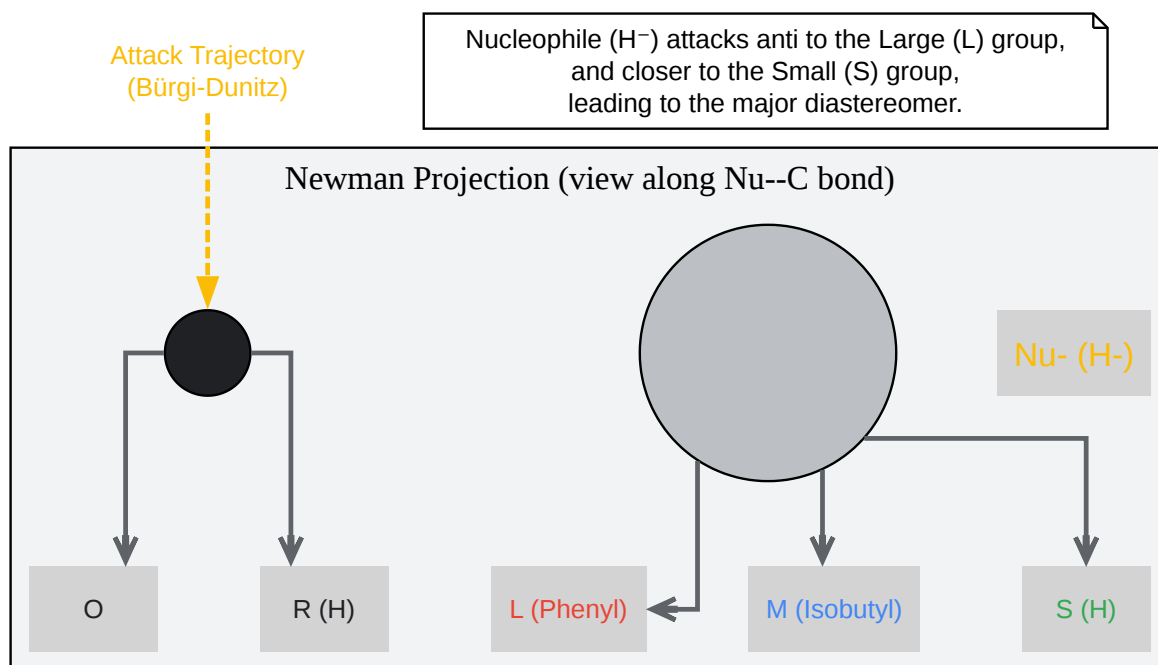 Attack Trajectory
(Bürgi-Dunitz)
Nucleophile (H⁻) attacks anti to the Large (L) group,
and closer to the Small (S) group,
leading to the major diastereomer.
Newman Projection (view along Nu--C bond)
Nu- (H-)
O
R (H)
L (Phenyl)
M (Isobutyl)
S (H)